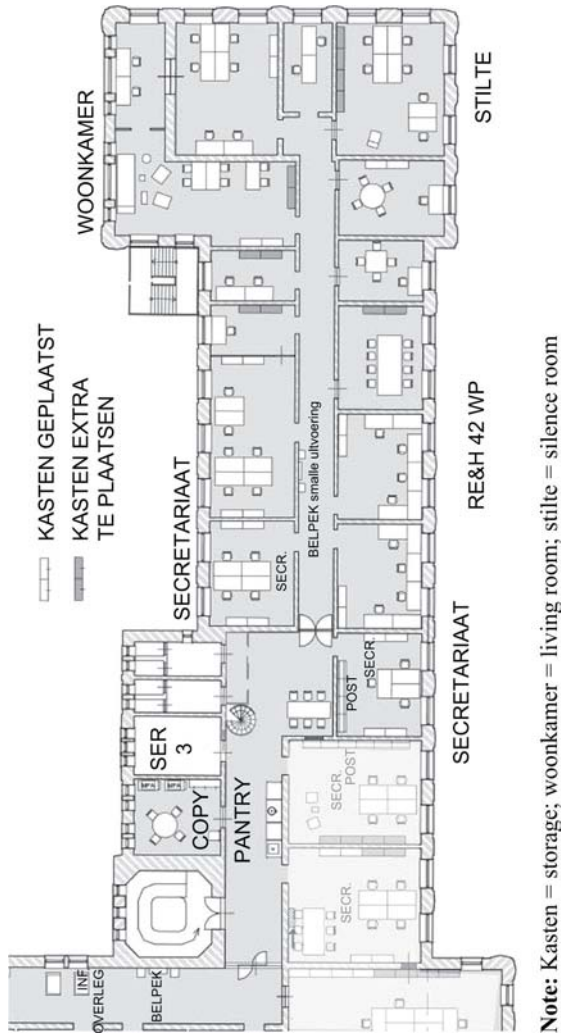 KASTEN GEPLAATST
KASTEN EXTRA
TE PLAATSEN
WOONKAMER
STILTE
SECRETARIAAT
BELPEK smalle uitvoering
RE&H 42 WP
SECR.
SER
3
COPY
PANTRY
POST
SECR.
SECRETARIAAT
SECR.
POST
SECR.
INF
OVERLEG
BELPEK
Note: Kasten = storage; woonkamer = living room; stilte = silence room